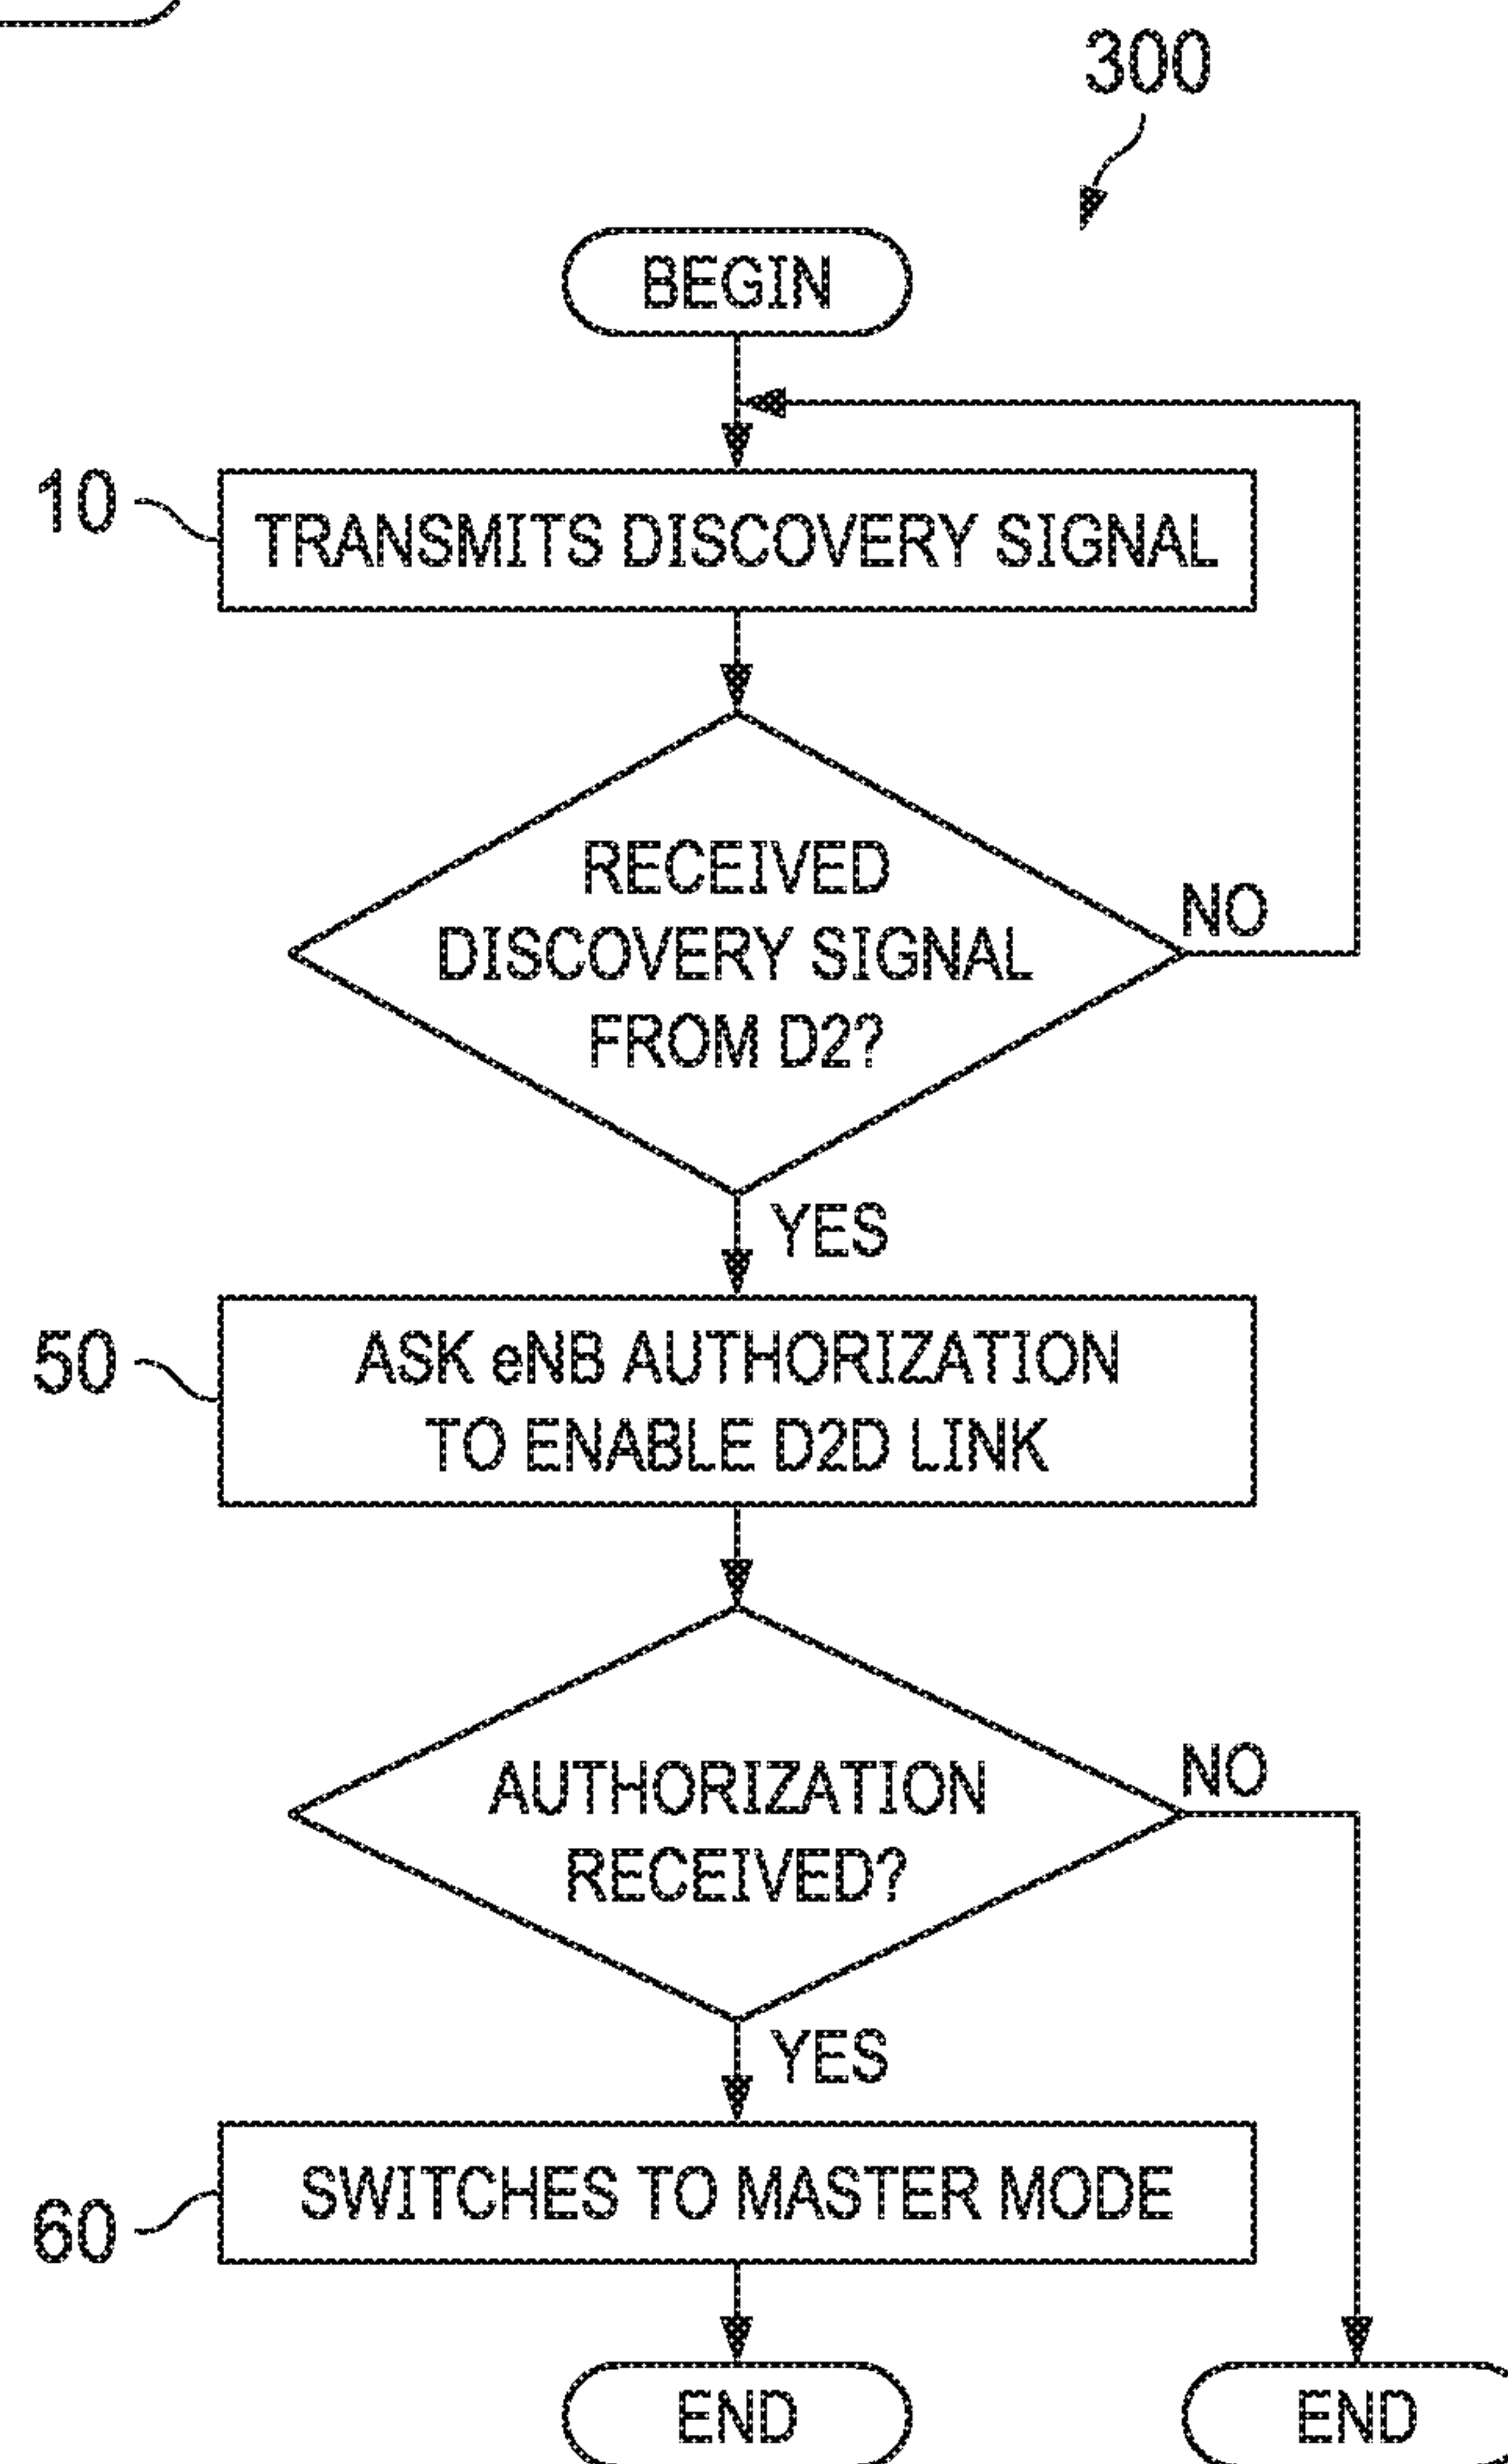 300
BEGIN
10
TRANSMITS DISCOVERY SIGNAL
RECEIVED
DISCOVERY SIGNAL
FROM D2?
NO
YES
50
ASK eNB AUTHORIZATION
TO ENABLE D2D LINK
AUTHORIZATION
RECEIVED?
NO
YES
60
SWITCHES TO MASTER MODE
END
END